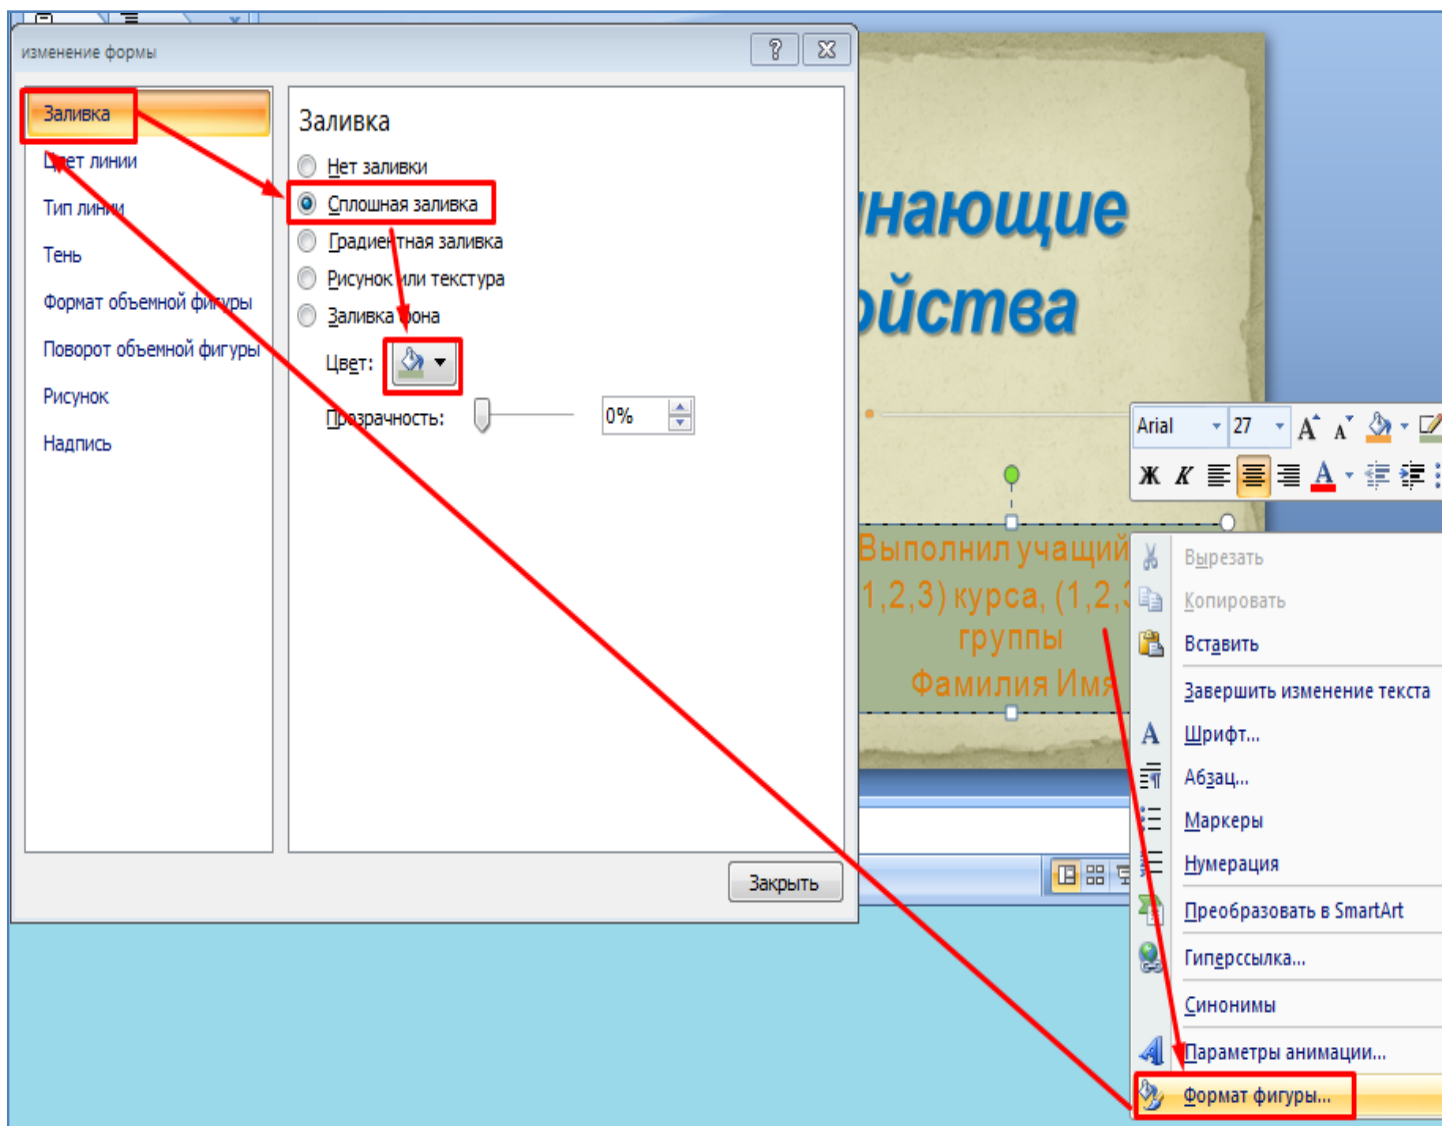 изменение формы
Заливка
Цвет линии
Тип линии
Тень
Формат объемной фигуры
Поворот объемной фигуры
Рисунок
Надпись
Заливка
Нет заливки
Сплошная заливка
Градиентная заливка
Рисунок или текстура
Заливка фона
Цвет:
Прозрачность:
0%
Закрыть
нающие
ойства
Выполнил учащий
1,2,3) курса, (1,2,3
группы
Фамилия Имя
Arial 27
Ж К
Вырезать
Копировать
Вставить
Завершить изменение текста
Шрифт...
Абзац...
Маркеры
Нумерация
Преобразовать в SmartArt
Гиперссылка...
Синонимы
Параметры анимации...
Формат фигуры...